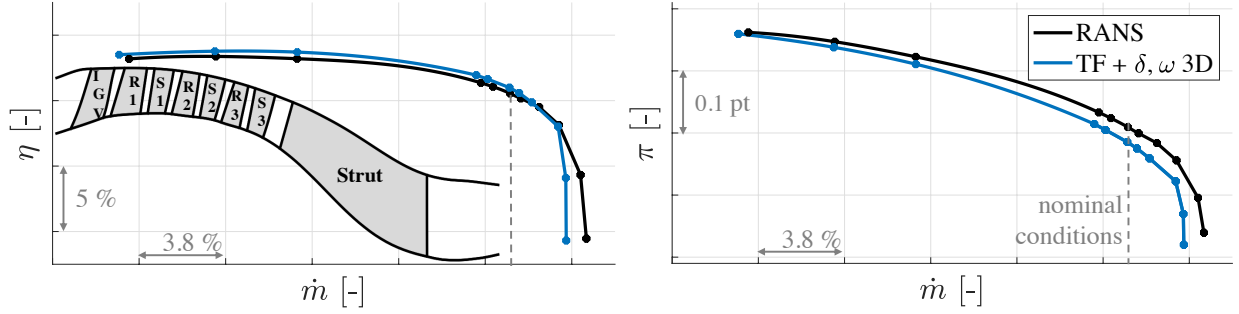 η [-]
I
G
V
R
1
S
1
R
2
S
2
R
3
S
3
Strut
5 %
3.8 %
ṁ [-]
π [-]
0.1 pt
RANS
TF + δ, ω 3D
nominal
conditions
3.8 %
ṁ [-]